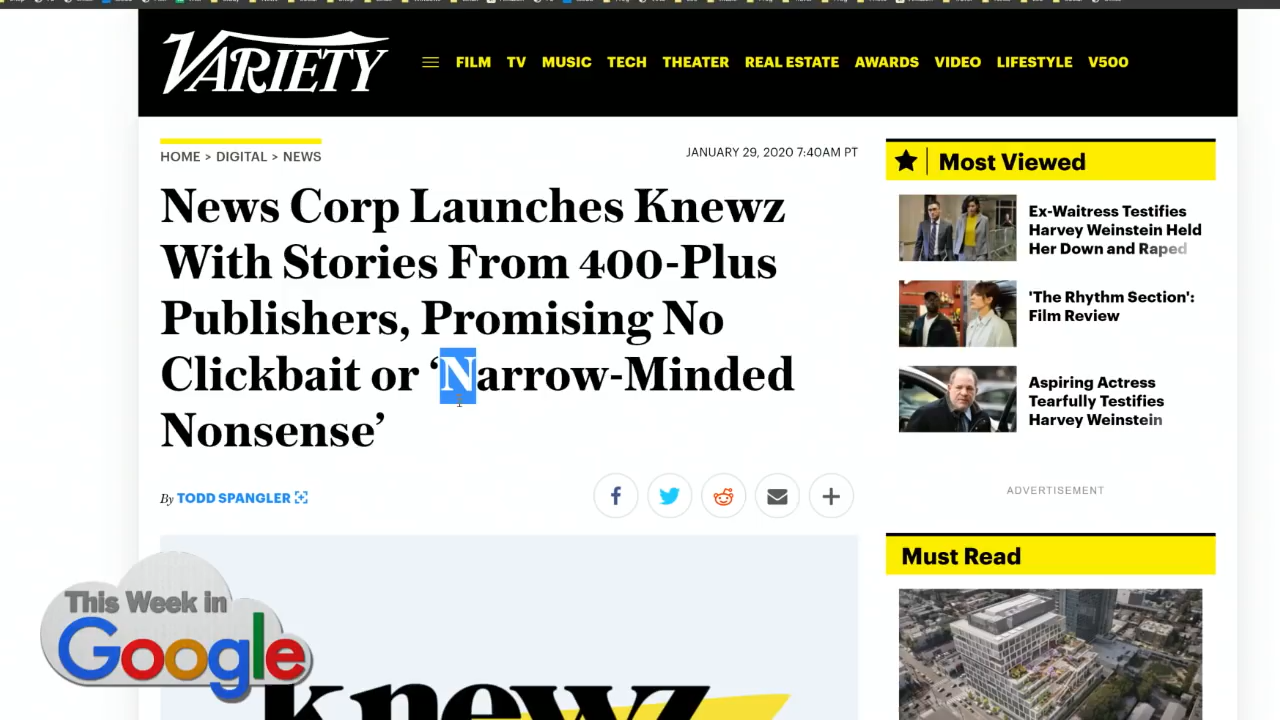 VARIETY
FILM TV MUSIC TECH THEATER REAL ESTATE AWARDS VIDEO LIFESTYLE V500
HOME > DIGITAL > NEWS
JANUARY 29, 2020 7:40AM PT
News Corp Launches Knewz
With Stories From 400-Plus
Publishers, Promising No
Clickbait or ‘Narrow-Minded
Nonsense’
By TODD SPANGLER
knewz
Most Viewed
Ex-Waitress Testifies
Harvey Weinstein Held
Her Down and Raped
'The Rhythm Section':
Film Review
Aspiring Actress
Tearfully Testifies
Harvey Weinstein
ADVERTISEMENT
Must Read
This Week in
Google